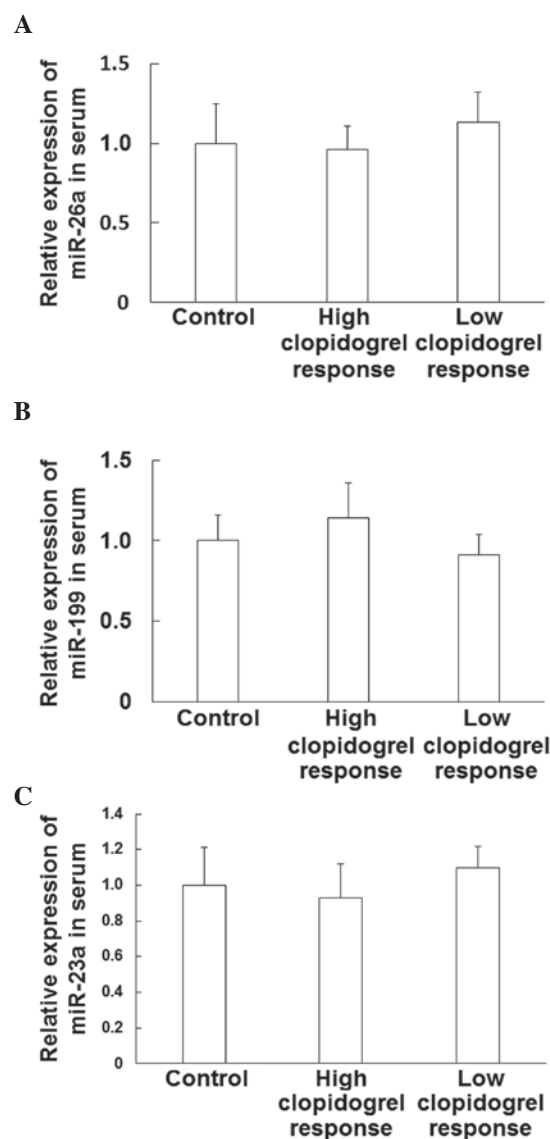 A
Relative expression of
miR-26a in serum
1.5
1.0
0.5
0
Control
High
clopidogrel
response
Low
clopidogrel
response
B
Relative expression of
miR-199 in serum
1.5
1.0
0.5
0
Control
High
clopidogrel
response
Low
clopidogrel
response
C
Relative expression of
miR-23a in serum
1.4
1.2
1.0
0.8
0.6
0.4
0.2
0
Control
High
clopidogrel
response
Low
clopidogrel
response